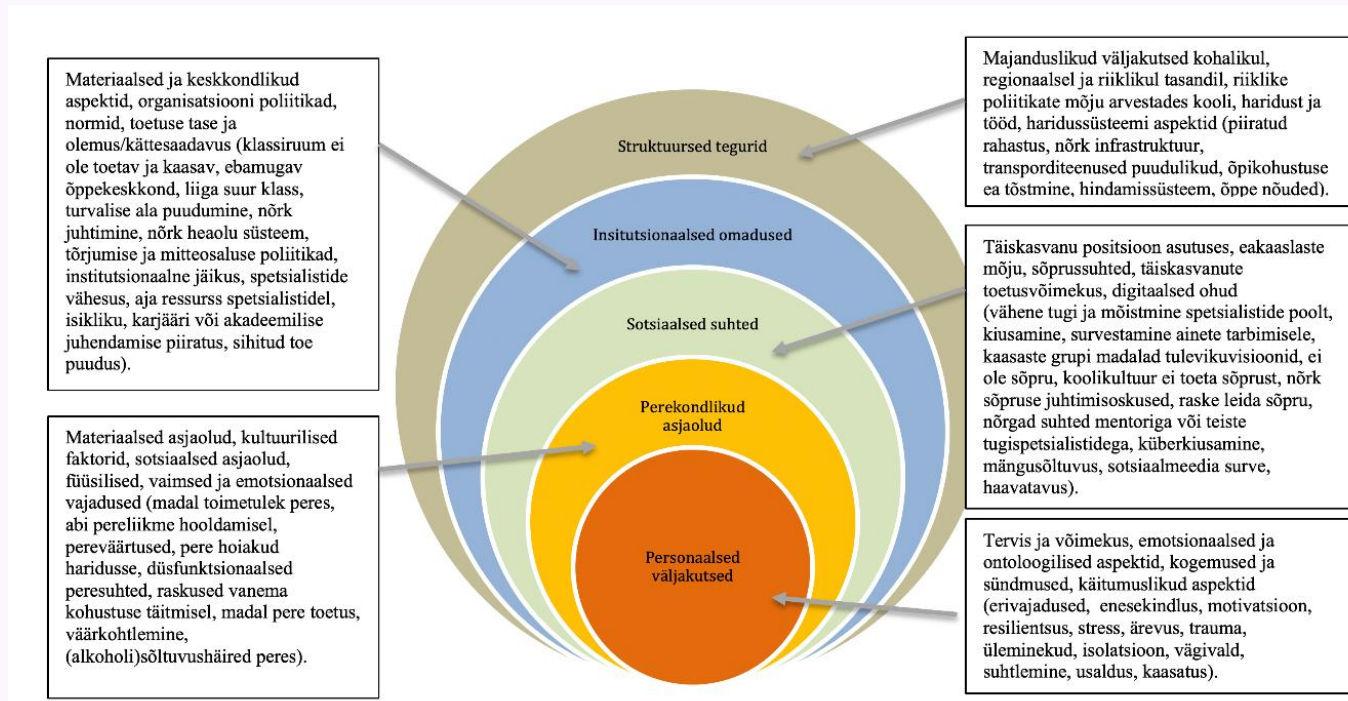 Materiaalsed ja keskkondlikud
aspektid, organisatsiooni poliitikad,
normid, toetuse tase ja
olemus/kättesaadavus (klassiruum ei
ole toetav ja kaasav, ebamugav
õppekeskkond, liiga suur klass,
turvalise ala puudumine, nõrk
juhtimine, nõrk heaolu süsteem,
tõrjumise ja mitteosaluse poliitikad,
institutsionaalne jäikus, spetsialistide
vähesus, aja ressurss spetsialistidel,
isikliku, karjääri või akadeemilise
juhendamise piiratus, sihitud toe
puudus).
Materiaalsed asjaolud, kultuurilised
faktorid, sotsiaalsed asjaolud,
füüsilised, vaimsed ja emotsionaalsed
vajadused (madal toimetulek peres,
abi pereliikme hooldamisel,
pereväärtused, pere hoiakud
haridusse, düsfunktsionaalsed
peresuhted, raskused vanema
kohustuse täitmisel, madal pere toetus,
väärkohtlemine,
(alkoholi)sõltuvushäired peres).
Struktuursed tegurid
Insitutsionaalsed omadused
Sotsiaalsed suhted
Perekondlikud
asjaolud
Personaalsed
väljakutsed
Majanduslikud väljakutsed kohalikul,
regionaalsel ja riiklikul tasandil, riiklike
poliitikate mõju arvestades kooli, haridust ja
tööd, haridussüsteemi aspektid (piiratud
rahastus, nõrk infrastruktuur,
transporditeenused puudulikud, õpikohustuse
ea tõstmine, hindamissüsteem, õppe nõuded).
Täiskasvanu positsioon asutuses, eakaaslaste
mõju, sõprussuhted, täiskasvanute
toetusvõimekus, digitaalsed ohud
(vähene tugi ja mõistmine spetsialistide poolt,
kiusamine, survestamine ainete tarbimisele,
kaasaste grupi madalad tulevikuvisioonid, ei
ole sõpru, koolikultuur ei toeta sõprust, nõrk
sõpruse juhtimisoskused, raske leida sõpru,
nõrgad suhted mentoriga või teiste
tugispetsialistidega, küberkiusamine,
mängusõltuvus, sotsiaalmeedia surve,
haavatavus).
Tervis ja võimekus, emotsionaalsed ja
ontoloogilised aspektid, kogemused ja
sündmused, käitumuslikud aspektid
(erivajadused, enesekindlus, motivatsioon,
resilientsus, stress, ärevus, trauma,
üleminekud, isolatsioon, vägivald,
suhtlemine, usaldus, kaasatus).